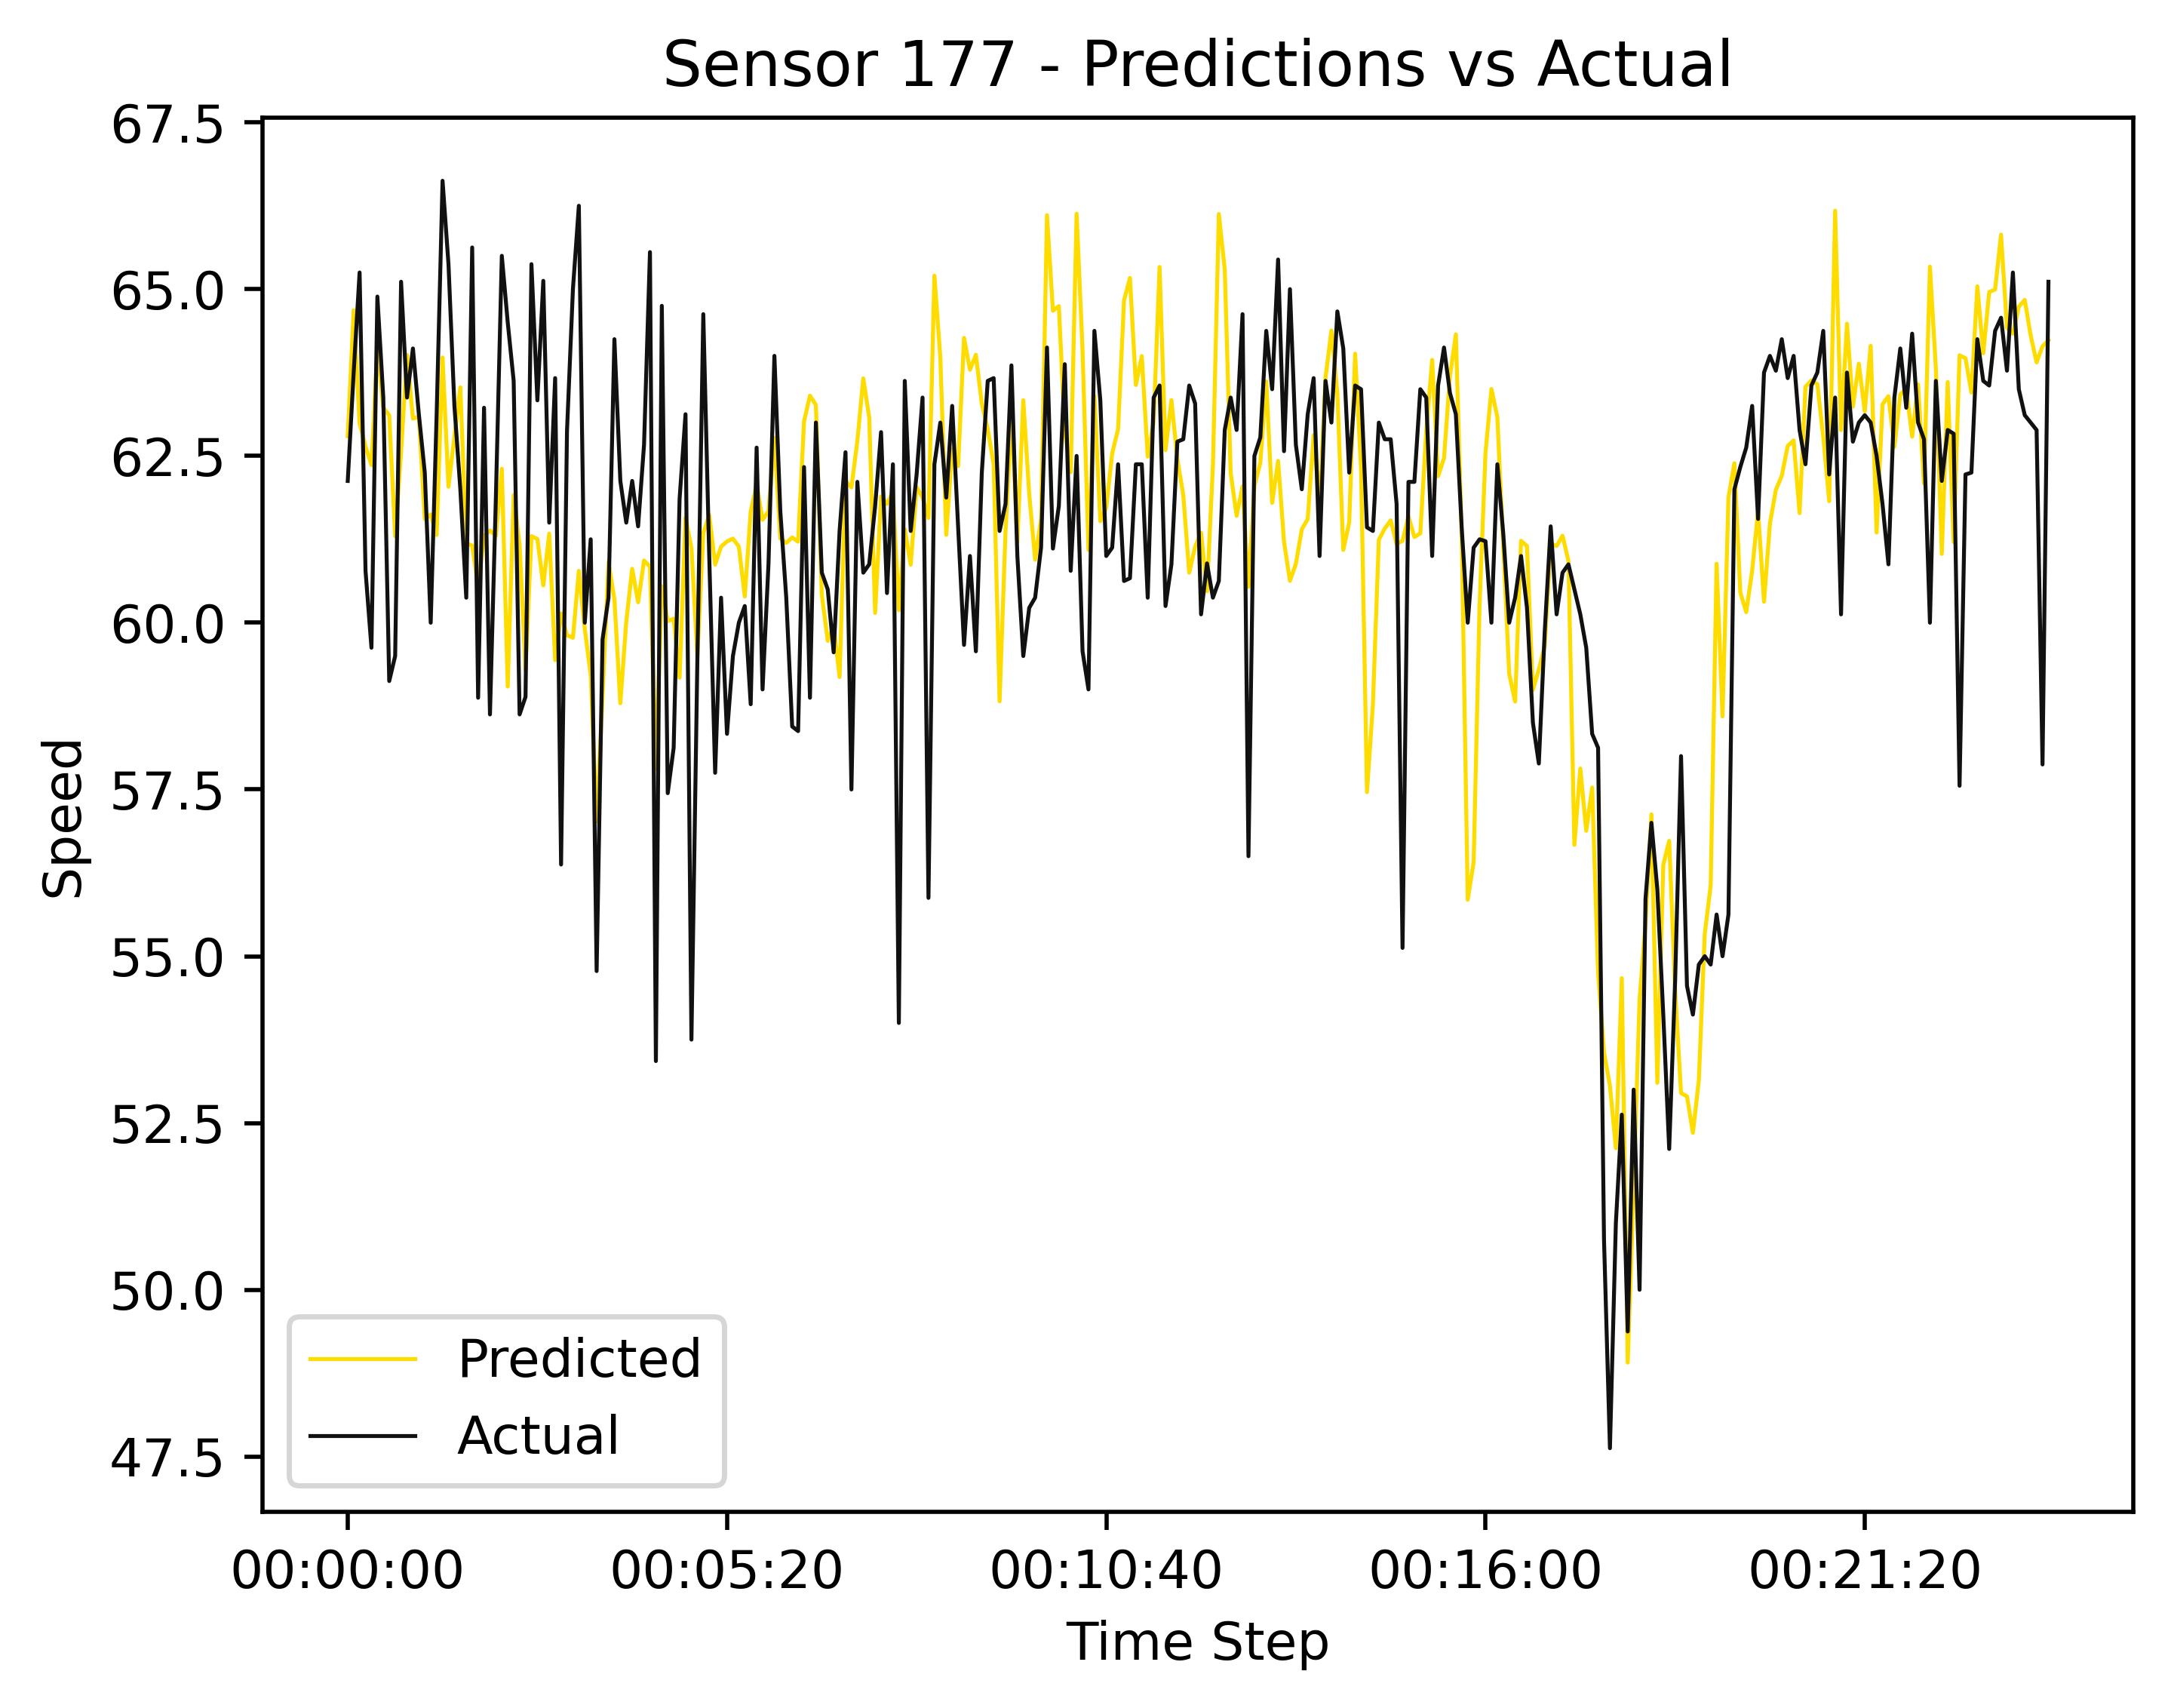 Sensor 177 - Predictions vs Actual
67.5
65.0
62.5
60.0
57.5
55.0
52.5
50.0
47.5
Speed
Predicted
Actual
00:00:00 00:05:20 00:10:40 00:16:00 00:21:20
Time Step